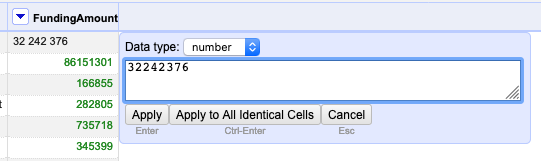 FundingAmount
32 242 376
Data type: number
32242376
86151301
166855
t 282805
735718
345399
Apply Apply to All Identical Cells Cancel
Enter Ctrl-Enter Esc